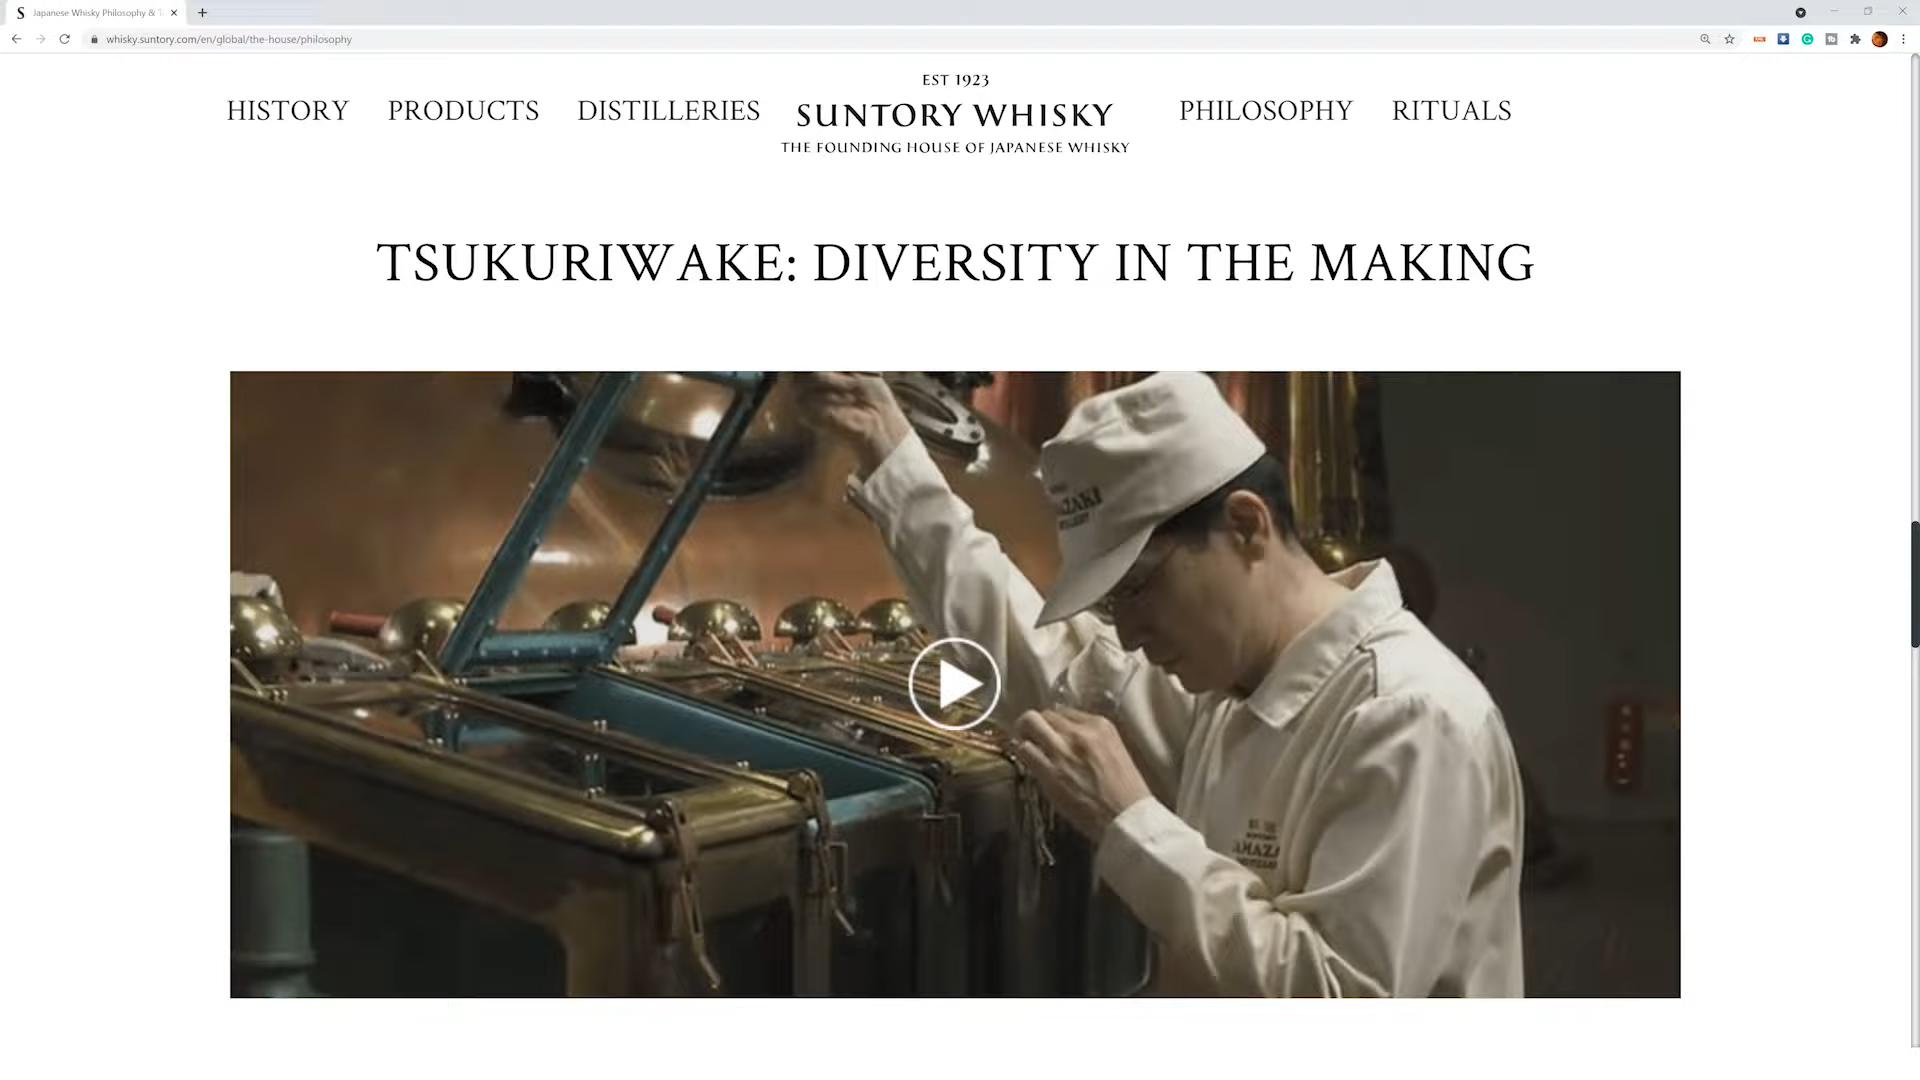 Japanese Whisky Philosophy &
whisky.suntory.com/en/global/the-house/philosophy
HISTORY PRODUCTS DISTILLERIES
EST 1923
SUNTORY WHISKY
THE FOUNDING HOUSE OF JAPANESE WHISKY
PHILOSOPHY RITUALS
TSUKURIWAKE: DIVERSITY IN THE MAKING